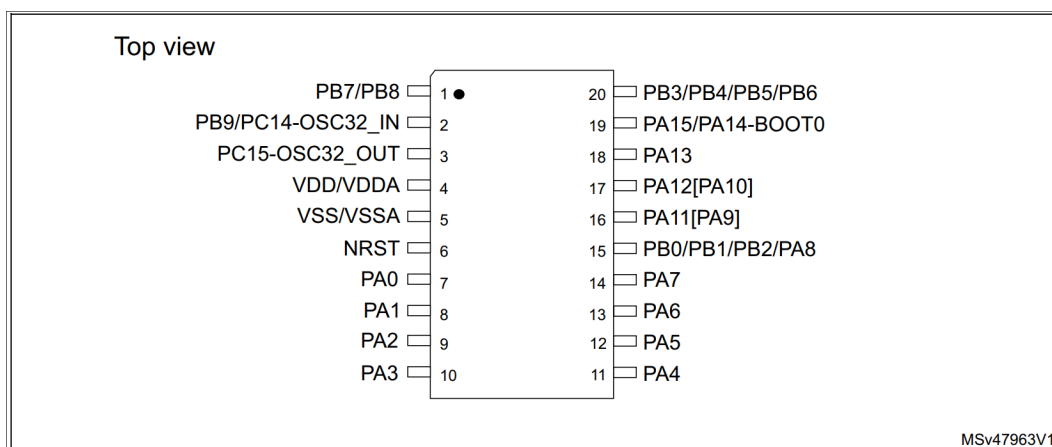 Top view
PB7/PB8 1 20 PB3/PB4/PB5/PB6
PB9/PC14-OSC32_IN 2 19 PA15/PA14-BOOT0
PC15-OSC32_OUT 3 18 PA13
VDD/VDDA 4 17 PA12[PA10]
VSS/VSSA 5 16 PA11[PA9]
NRST 6 15 PB0/PB1/PB2/PA8
PA0 7 14 PA7
PA1 8 13 PA6
PA2 9 12 PA5
PA3 10 11 PA4
MSv47963V1